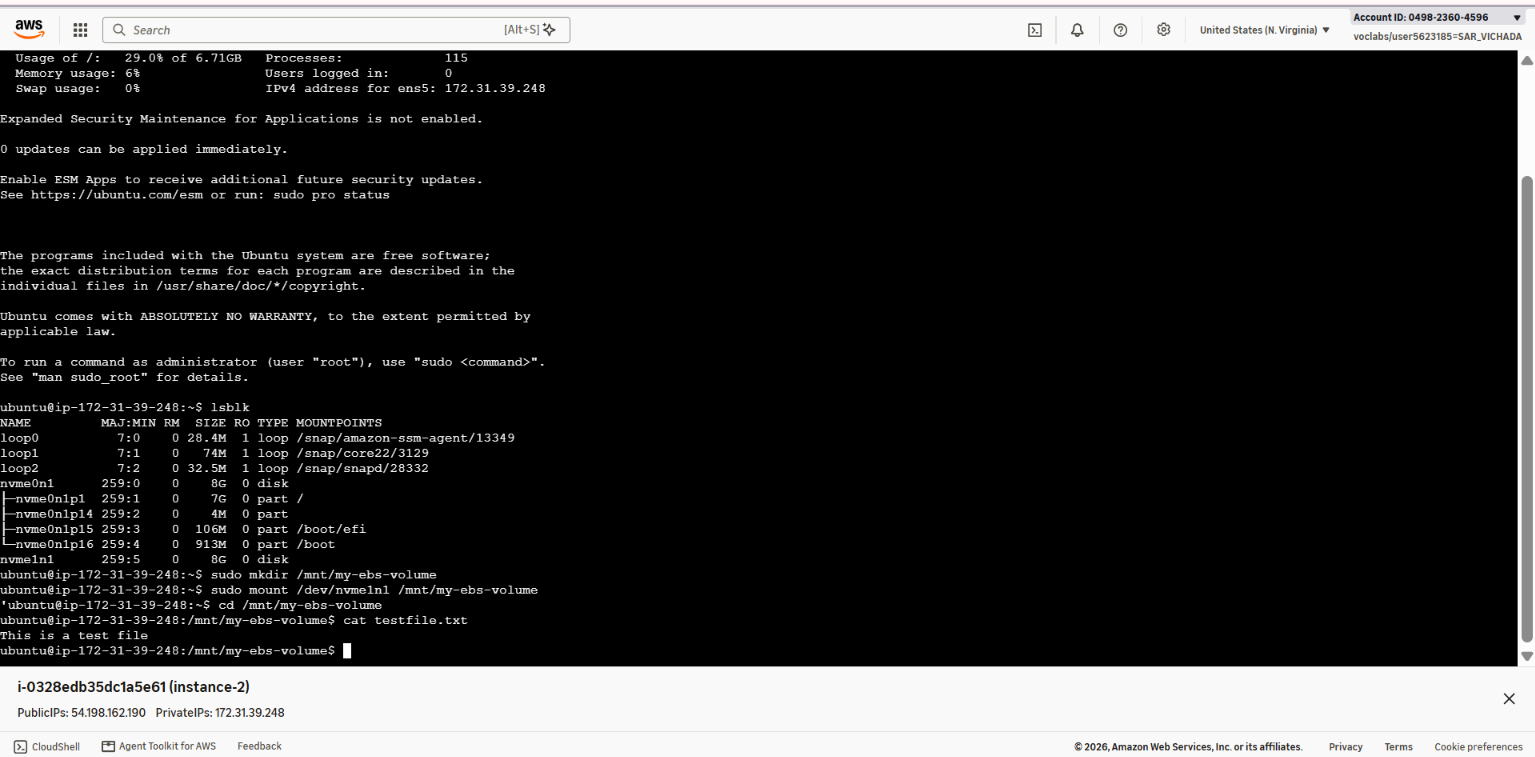 aws
Search [Alt+S]
United States (N. Virginia) ▼
Account ID: 0498-2360-4596 ▼
voclabs/user5623185=SAR_VICHADA
Usage of /: 29.0% of 6.71GB Processes: 115
Memory usage: 6% Users logged in: 0
Swap usage: 0% IPv4 address for ens5: 172.31.39.248
Expanded Security Maintenance for Applications is not enabled.
0 updates can be applied immediately.
Enable ESM Apps to receive additional future security updates.
See https://ubuntu.com/esm or run: sudo pro status
The programs included with the Ubuntu system are free software;
the exact distribution terms for each program are described in the
individual files in /usr/share/doc/*/copyright.
Ubuntu comes with ABSOLUTELY NO WARRANTY, to the extent permitted by
applicable law.
To run a command as administrator (user "root"), use "sudo <command>".
See "man sudo_root" for details.
ubuntu@ip-172-31-39-248:~$ lsblk
NAME MAJ:MIN RM SIZE RO TYPE MOUNTPOINTS
loop0 7:0 0 28.4M 1 loop /snap/amazon-ssm-agent/13349
loop1 7:1 0 74M 1 loop /snap/core22/3129
loop2 7:2 0 32.5M 1 loop /snap/snapd/28332
nvme0n1 259:0 0 8G 0 disk
├─nvme0n1p1 259:1 0 7G 0 part /
├─nvme0n1p14 259:2 0 4M 0 part
├─nvme0n1p15 259:3 0 106M 0 part /boot/efi
└─nvme0n1p16 259:4 0 913M 0 part /boot
nvme1n1 259:5 0 8G 0 disk
ubuntu@ip-172-31-39-248:~$ sudo mkdir /mnt/my-ebs-volume
ubuntu@ip-172-31-39-248:~$ sudo mount /dev/nvme1n1 /mnt/my-ebs-volume
'ubuntu@ip-172-31-39-248:~$ cd /mnt/my-ebs-volume
ubuntu@ip-172-31-39-248:/mnt/my-ebs-volume$ cat testfile.txt
This is a test file
ubuntu@ip-172-31-39-248:/mnt/my-ebs-volume$
i-0328edb35dc1a5e61 (instance-2)
PublicIPs: 54.198.162.190 PrivateIPs: 172.31.39.248
CloudShell Agent Toolkit for AWS Feedback © 2026, Amazon Web Services, Inc. or its affiliates. Privacy Terms Cookie preferences